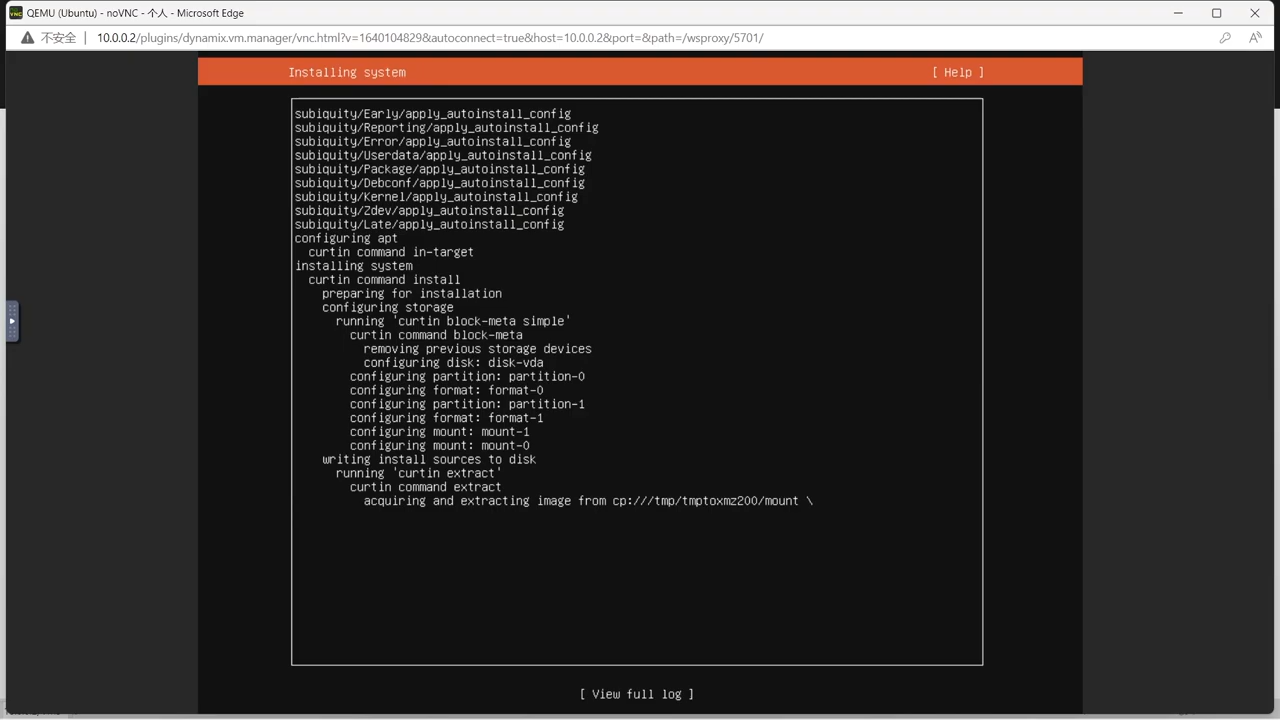 QEMU (Ubuntu) - noVNC - 个人 - Microsoft Edge
不安全 10.0.0.2/plugins/dynamix.vm.manager/vnc.html?v=1640104829&autoconnect=true&host=10.0.0.2&port=&path=/wsproxy/5701/
Installing system [ Help ]
subiquity/Early/apply_autoinstall_config
subiquity/Reporting/apply_autoinstall_config
subiquity/Error/apply_autoinstall_config
subiquity/Userdata/apply_autoinstall_config
subiquity/Package/apply_autoinstall_config
subiquity/Debconf/apply_autoinstall_config
subiquity/Kernel/apply_autoinstall_config
subiquity/Zdev/apply_autoinstall_config
subiquity/Late/apply_autoinstall_config
configuring apt
curtin command in-target
installing system
curtin command install
preparing for installation
configuring storage
running 'curtin block-meta simple'
curtin command block-meta
removing previous storage devices
configuring disk: disk-vda
configuring partition: partition-0
configuring format: format-0
configuring partition: partition-1
configuring format: format-1
configuring mount: mount-1
configuring mount: mount-0
writing install sources to disk
running 'curtin extract'
curtin command extract
acquiring and extracting image from cp:///tmp/tmptoxmz200/mount \
[ View full log ]